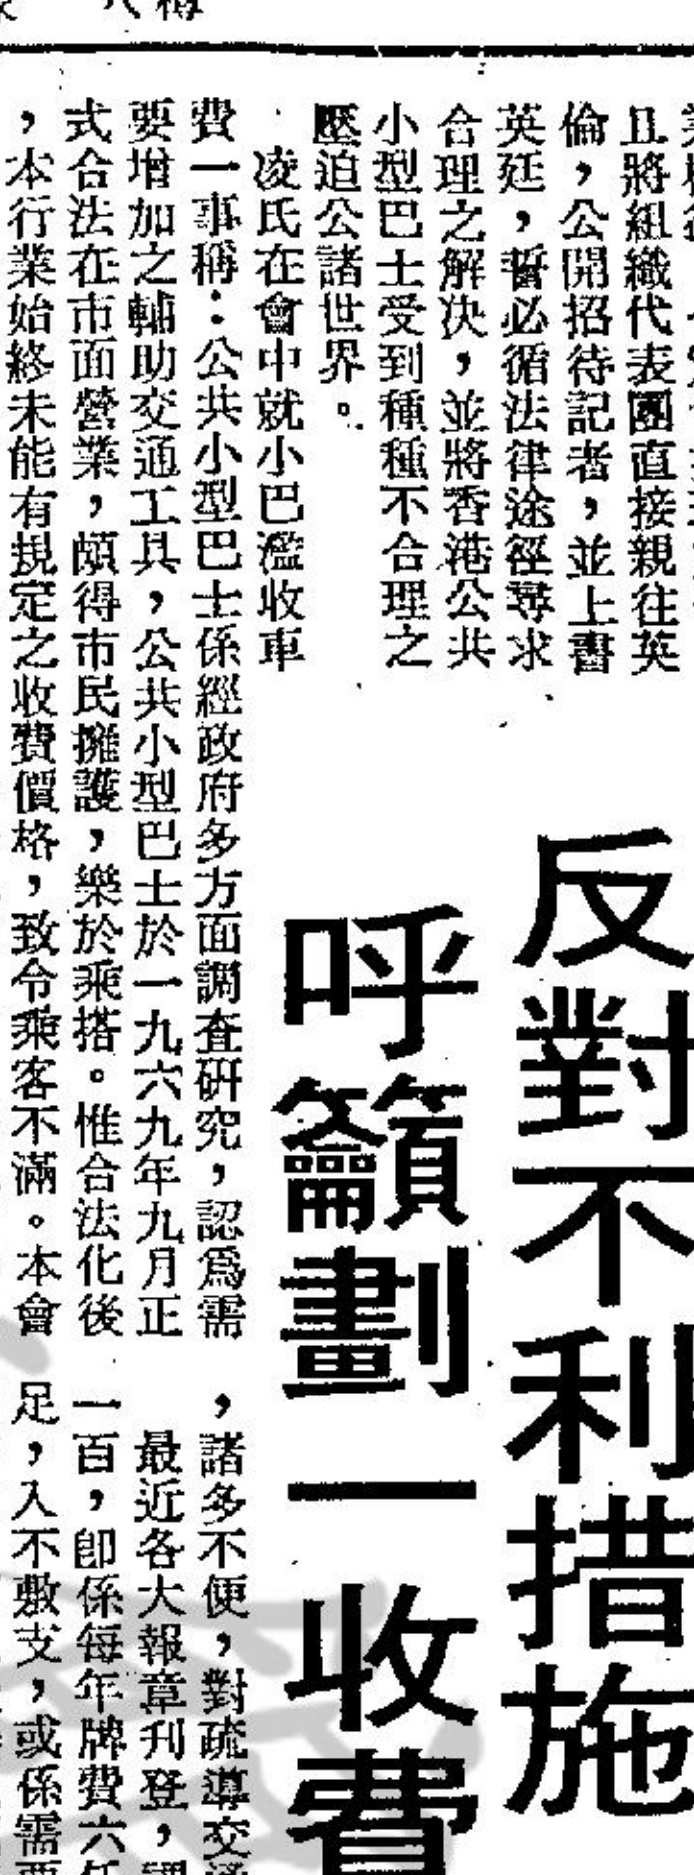 反對不利措施
呼籲劃一收費
且將組織代表團直接親往英
倫，公開招待記者，並上書
英廷，誓必循法律途徑尋求
合理之解決，並將香港公共
小型巴士受到種種不合理之
壓迫公諸世界。
凌氏在會中就小巴濫收車
費一事稱：公共小型巴士係經政府多方面調查研究，認爲需
要增加之輔助交通工具，公共小型巴士於一九六九年九月正
式合法在市面營業，頗得市民擁護，樂於乘搭。惟合法化後
，本行業始終未能有規定之收費價格，致令乘客不滿。本會
，諸多不便，對疏導交
最近各大報章刊登，
一百，卽係每年牌費六
足，入不敷支，或係需